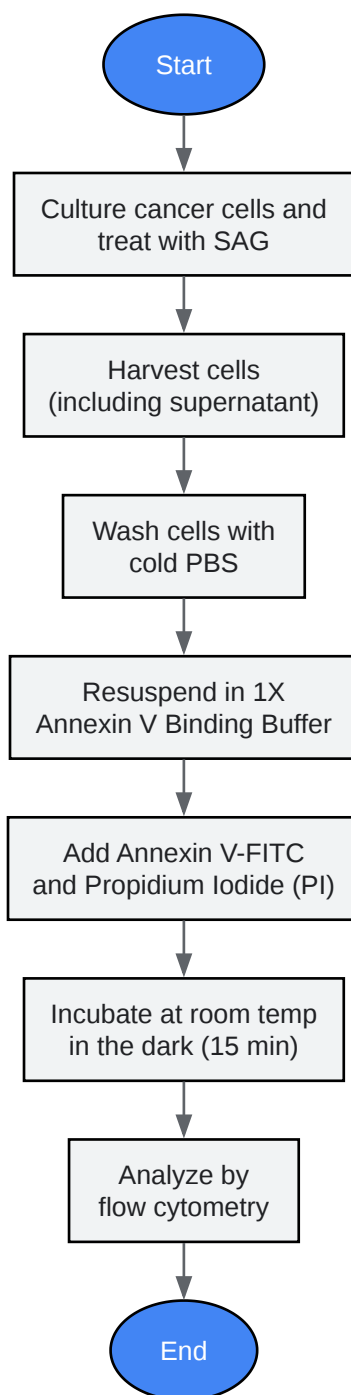 Start
Culture cancer cells and
treat with SAG
Harvest cells
(including supernatant)
Wash cells with
cold PBS
Resuspend in 1X
Annexin V Binding Buffer
Add Annexin V-FITC
and Propidium Iodide (PI)
Incubate at room temp
in the dark (15 min)
Analyze by
flow cytometry
End